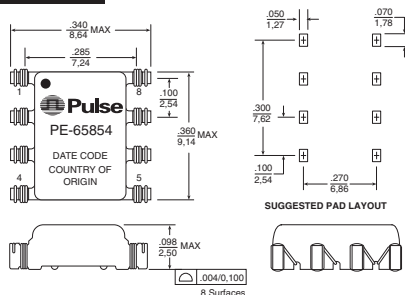 .340 MAX
8,64
.285
7,24
1
8
Pulse
PE-65854
DATE CODE
COUNTRY OF
ORIGIN
4
5
.100
2,54
.360 MAX
9,14
.050
1,27
.070
1,78
.300
7,62
.100
2,54
.270
6,86
SUGGESTED PAD LAYOUT
.098 MAX
2,50
.004/0,100
8 Surfaces